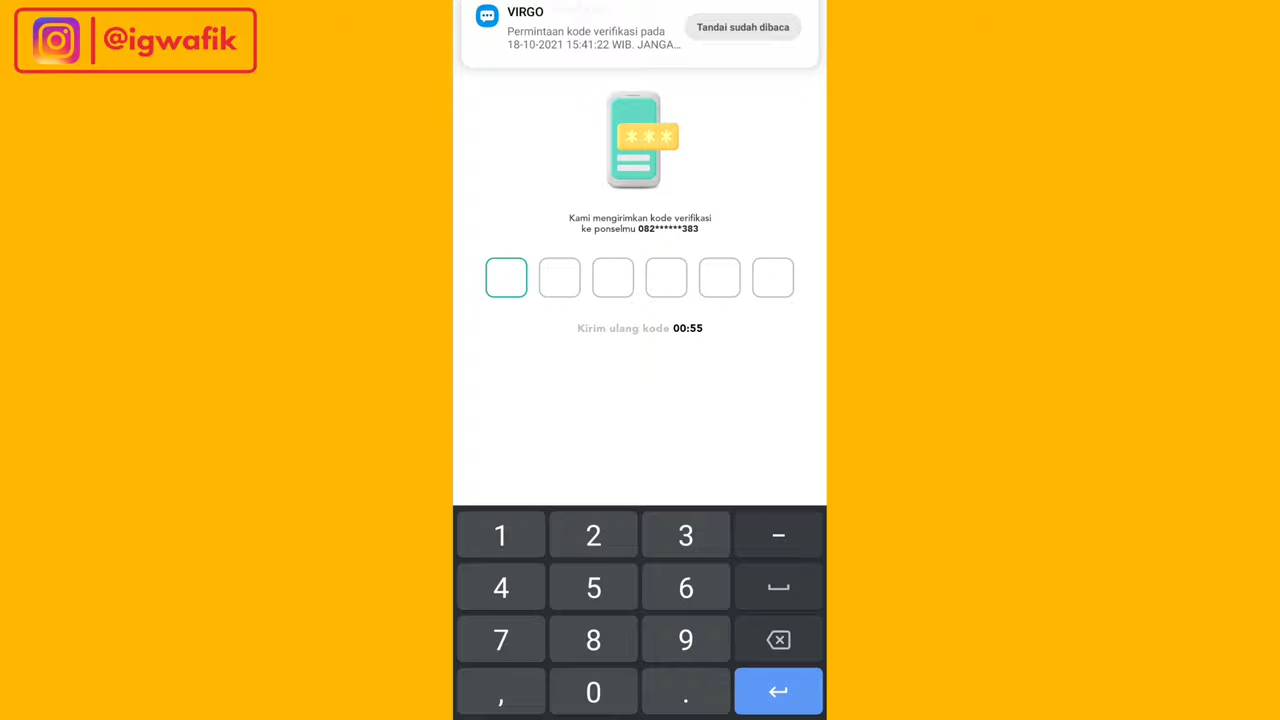 @igwafik
VIRGO
Permintaan kode verifikasi pada
18-10-2021 15:41:22 WIB. JANGA...
Tandai sudah dibaca
***
Kami mengirimkan kode verifikasi
ke ponselmu 082******383
Kirim ulang kode 00:55
1 2 3 -
4 5 6
7 8 9
, 0 .